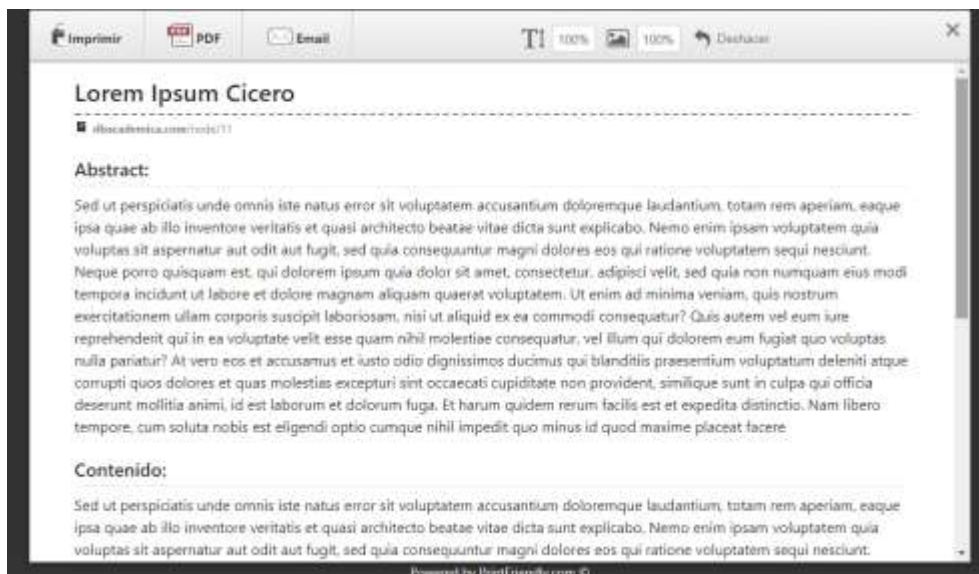 Imprimir PDF Email 100% 100% Deshacer ×
Lorem Ipsum Cicero
Abstract:
Sed ut perspiciatis unde omnis iste natus error sit voluptatem accusantium doloremque laudantium, totam rem aperiam, eaque
ipsa quae ab illo inventore veritatis et quasi architecto beatae vitae dicta sunt explicabo. Nemo enim ipsam voluptatem quia
voluptas sit aspernatur aut odit aut fugit, sed quia consequuntur magni dolores eos qui ratione voluptatem sequi nesciunt.
Neque porro quisquam est, qui dolorem ipsum quia dolor sit amet, consectetur, adipisci velit, sed quia non numquam eius modi
tempora incidunt ut labore et dolore magnam aliquam quaerat voluptatem. Ut enim ad minima veniam, quis nostrum
exercitationem ullam corporis suscipit laboriosam, nisi ut aliquid ex ea commodi consequatur? Quis autem vel eum iure
reprehenderit qui in ea voluptate velit esse quam nihil molestiae consequatur, vel illum qui dolorem eum fugiat quo voluptas
nulla pariatur? At vero eos et accusamus et iusto odio dignissimos ducimus qui blanditiis praesentium voluptatum deleniti atque
corrupti quos dolores et quas molestias excepturi sint occaecati cupiditate non provident, similique sunt in culpa qui officia
deserunt mollitia animi, id est laborum et dolorum fuga. Et harum quidem rerum facilis est et expedita distinctio. Nam libero
tempore, cum soluta nobis est eligendi optio cumque nihil impedit quo minus id quod maxime placeat facere
Contenido:
Sed ut perspiciatis unde omnis iste natus error sit voluptatem accusantium doloremque laudantium, totam rem aperiam, eaque
ipsa quae ab illo inventore veritatis et quasi architecto beatae vitae dicta sunt explicabo. Nemo enim ipsam voluptatem quia
voluptas sit aspernatur aut odit aut fugit, sed quia consequuntur magni dolores eos qui ratione voluptatem sequi nesciunt.
Powered by PrintFriendly.com ©